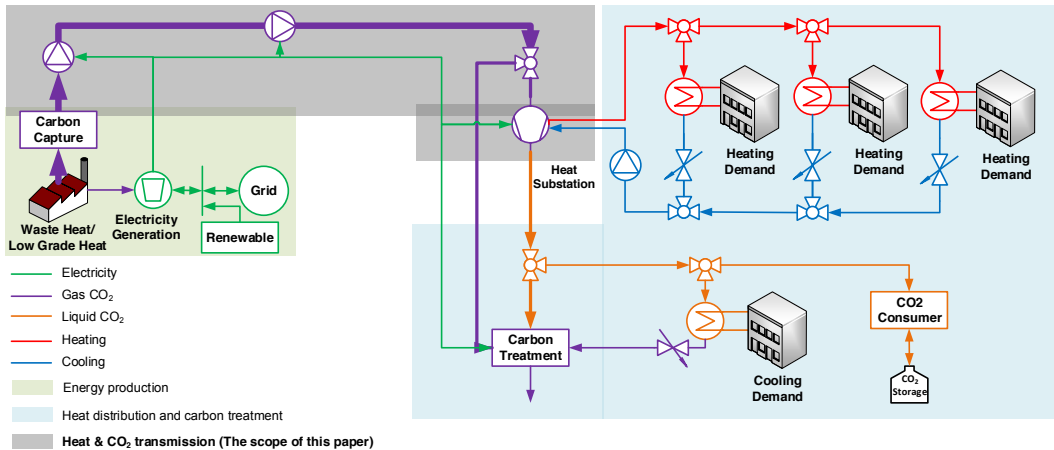 Carbon
Capture
Waste Heat/
Low Grade Heat
Electricity
Generation
Grid
Renewable
Heat
Substation
Heating
Demand
Heating
Demand
Heating
Demand
Carbon
Treatment
Cooling
Demand
CO2
Consumer
CO₂
Storage
Electricity
Gas CO₂
Liquid CO₂
Heating
Cooling
Energy production
Heat distribution and carbon treatment
Heat & CO₂ transmission (The scope of this paper)